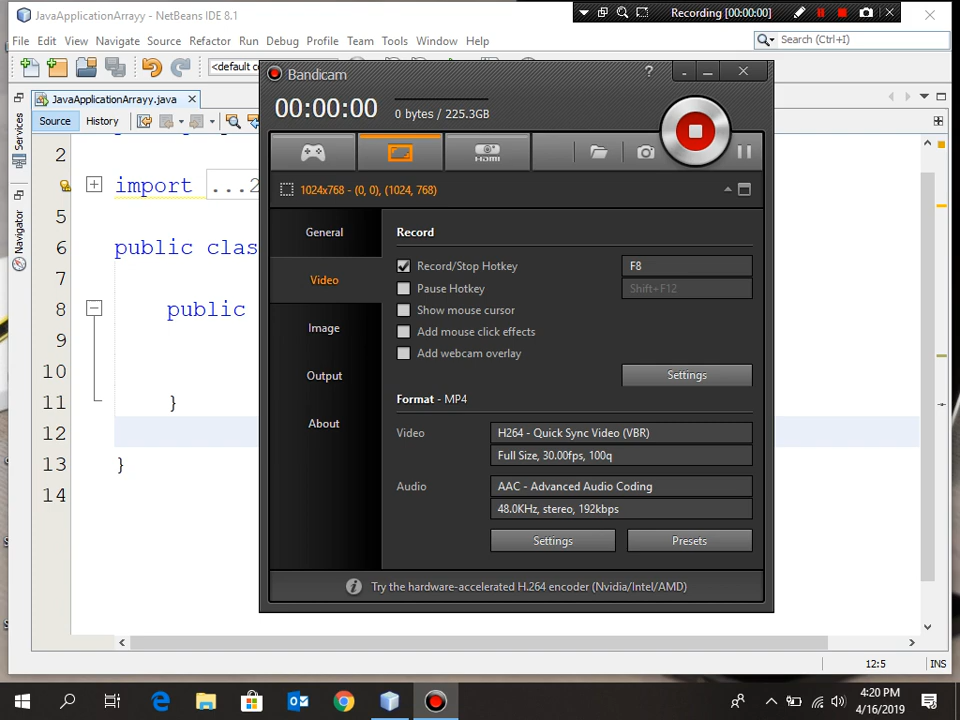 JavaApplicationArrayy - NetBeans IDE 8.1
Recording [00:00:00]
File Edit View Navigate Source Refactor Run Debug Profile Team Tools Window Help
Search (Ctrl+I)
<default c
JavaApplicationArrayy.java
Source History
Services
Navigator
2
import ...2
5
6 public clas
7
8 public
9
10
11 }
12
13 }
14
Bandicam
00:00:00
0 bytes / 225.3GB
HDMI
1024x768 - (0, 0), (1024, 768)
General
Video
Image
Output
About
Record
Record/Stop Hotkey F8
Pause Hotkey Shift+F12
Show mouse cursor
Add mouse click effects
Add webcam overlay
Settings
Format - MP4
Video H264 - Quick Sync Video (VBR)
Full Size, 30.00fps, 100q
Audio AAC - Advanced Audio Coding
48.0KHz, stereo, 192kbps
Settings Presets
Try the hardware-accelerated H.264 encoder (Nvidia/Intel/AMD)
12:5 INS
4:20 PM
4/16/2019